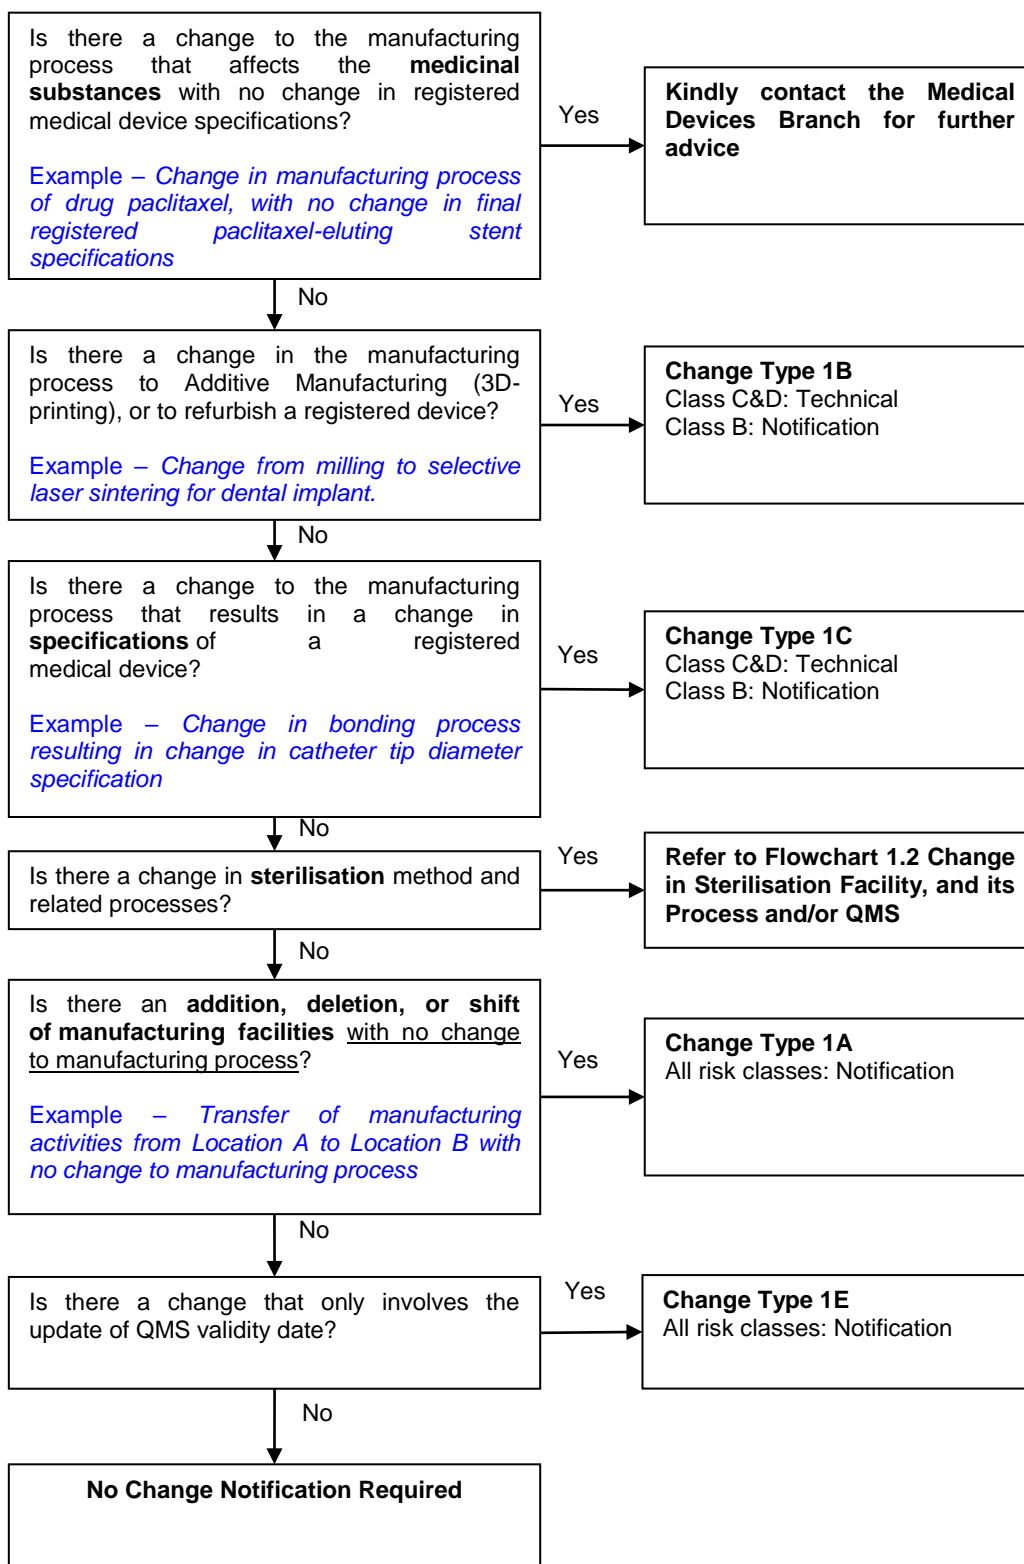 Is there a change to the manufacturing
process that affects the medicinal
substances with no change in registered
medical device specifications?
Example – Change in manufacturing process
of drug paclitaxel, with no change in final
registered paclitaxel-eluting stent
specifications
Yes
Kindly contact the Medical
Devices Branch for further
advice
No
Is there a change in the manufacturing
process to Additive Manufacturing (3D-
printing), or to refurbish a registered device?
Example – Change from milling to selective
laser sintering for dental implant.
Yes
Change Type 1B
Class C&D: Technical
Class B: Notification
No
Is there a change to the manufacturing
process that results in a change in
specifications of a registered
medical device?
Example – Change in bonding process
resulting in change in catheter tip diameter
specification
Yes
Change Type 1C
Class C&D: Technical
Class B: Notification
No
Is there a change in sterilisation method and
related processes?
Yes
Refer to Flowchart 1.2 Change
in Sterilisation Facility, and its
Process and/or QMS
No
Is there an addition, deletion, or shift
of manufacturing facilities with no change
to manufacturing process?
Example – Transfer of manufacturing
activities from Location A to Location B with
no change to manufacturing process
Yes
Change Type 1A
All risk classes: Notification
No
Is there a change that only involves the
update of QMS validity date?
Yes
Change Type 1E
All risk classes: Notification
No
No Change Notification Required